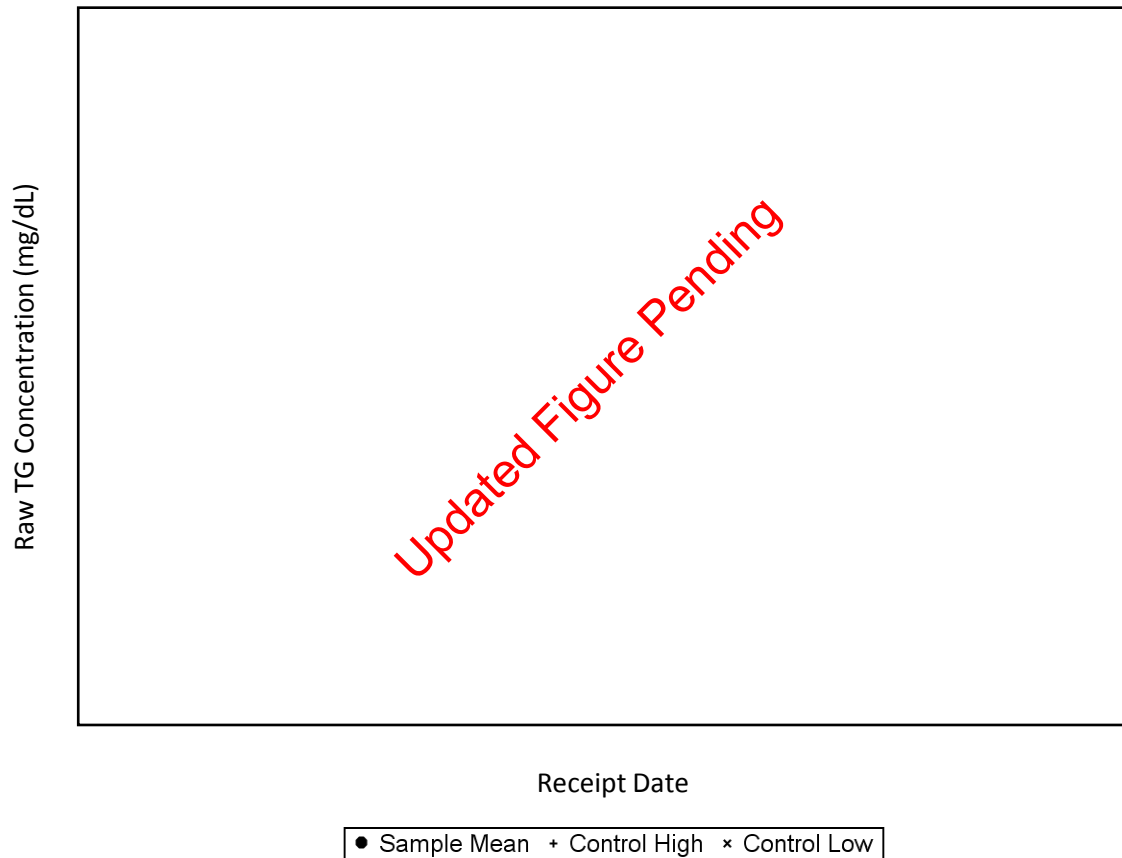 Raw TG Concentration (mg/dL)
Updated Figure Pending
Receipt Date
Sample Mean + Control High × Control Low